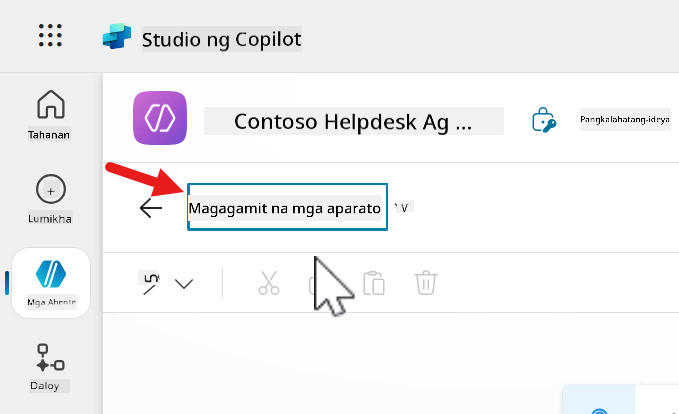 Studio ng Copilot
Contoso Helpdesk Ag ...
Pangkalahatang-ideya
Tahanan
Magagamit na mga aparato
Lumikha
Mga Ahente
Daloy